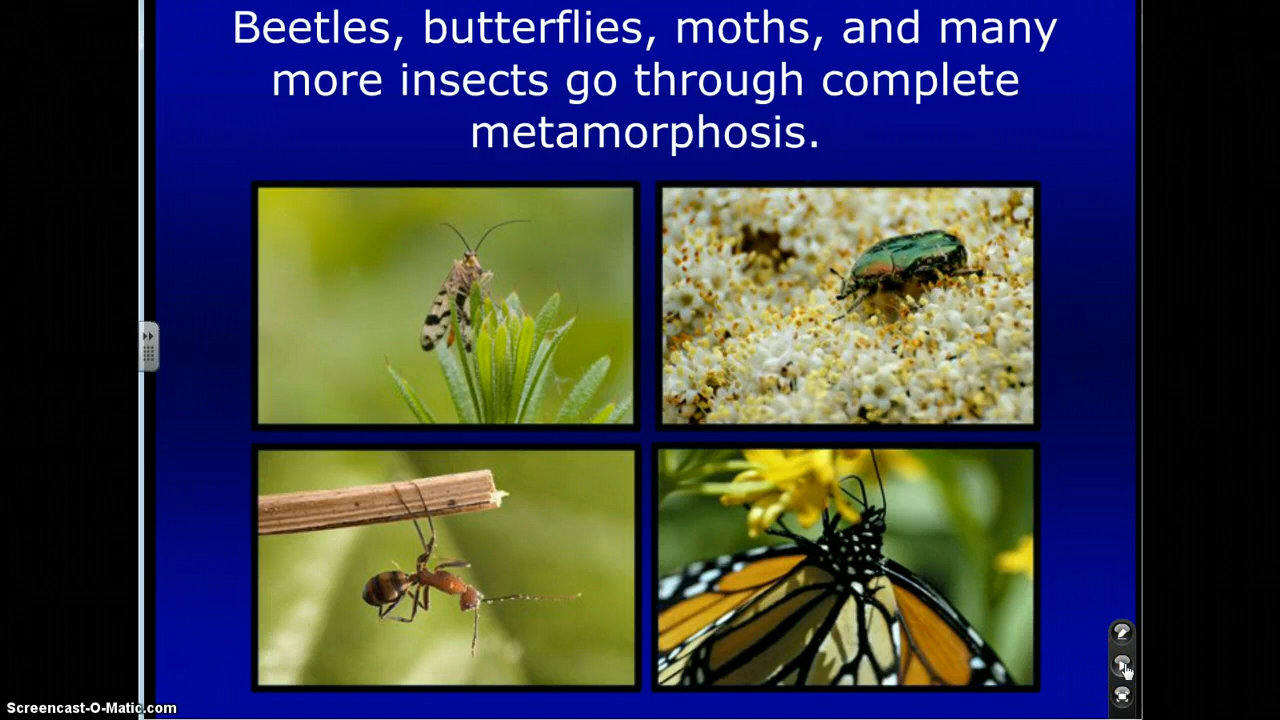 Beetles, butterflies, moths, and many
more insects go through complete
metamorphosis.
Screencast-O-Matic.com